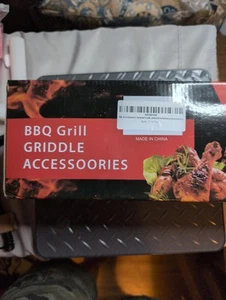 BBQ Grill
GRIDDLE
ACCESSOORIES
MADE IN CHINA